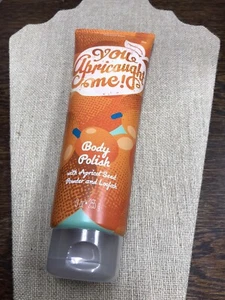 you
Apricaught
me!
Body
Polish
with Apricot Seed
Powder and Loofah